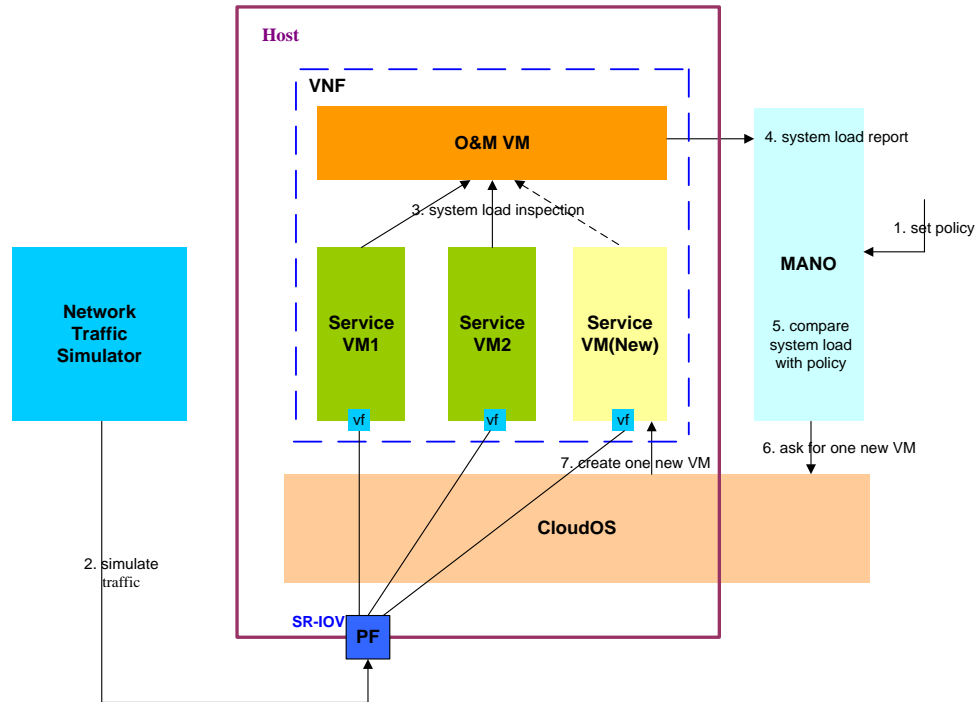 Host
VNF
O&M VM
4. system load report
3. system load inspection
1. set policy
MANO
Network
Traffic
Simulator
Service
VM1
Service
VM2
Service
VM(New)
5. compare
system load
with policy
vf
vf
vf
7. create one new VM
6. ask for one new VM
CloudOS
2. simulate
traffic
SR-IOV
PF